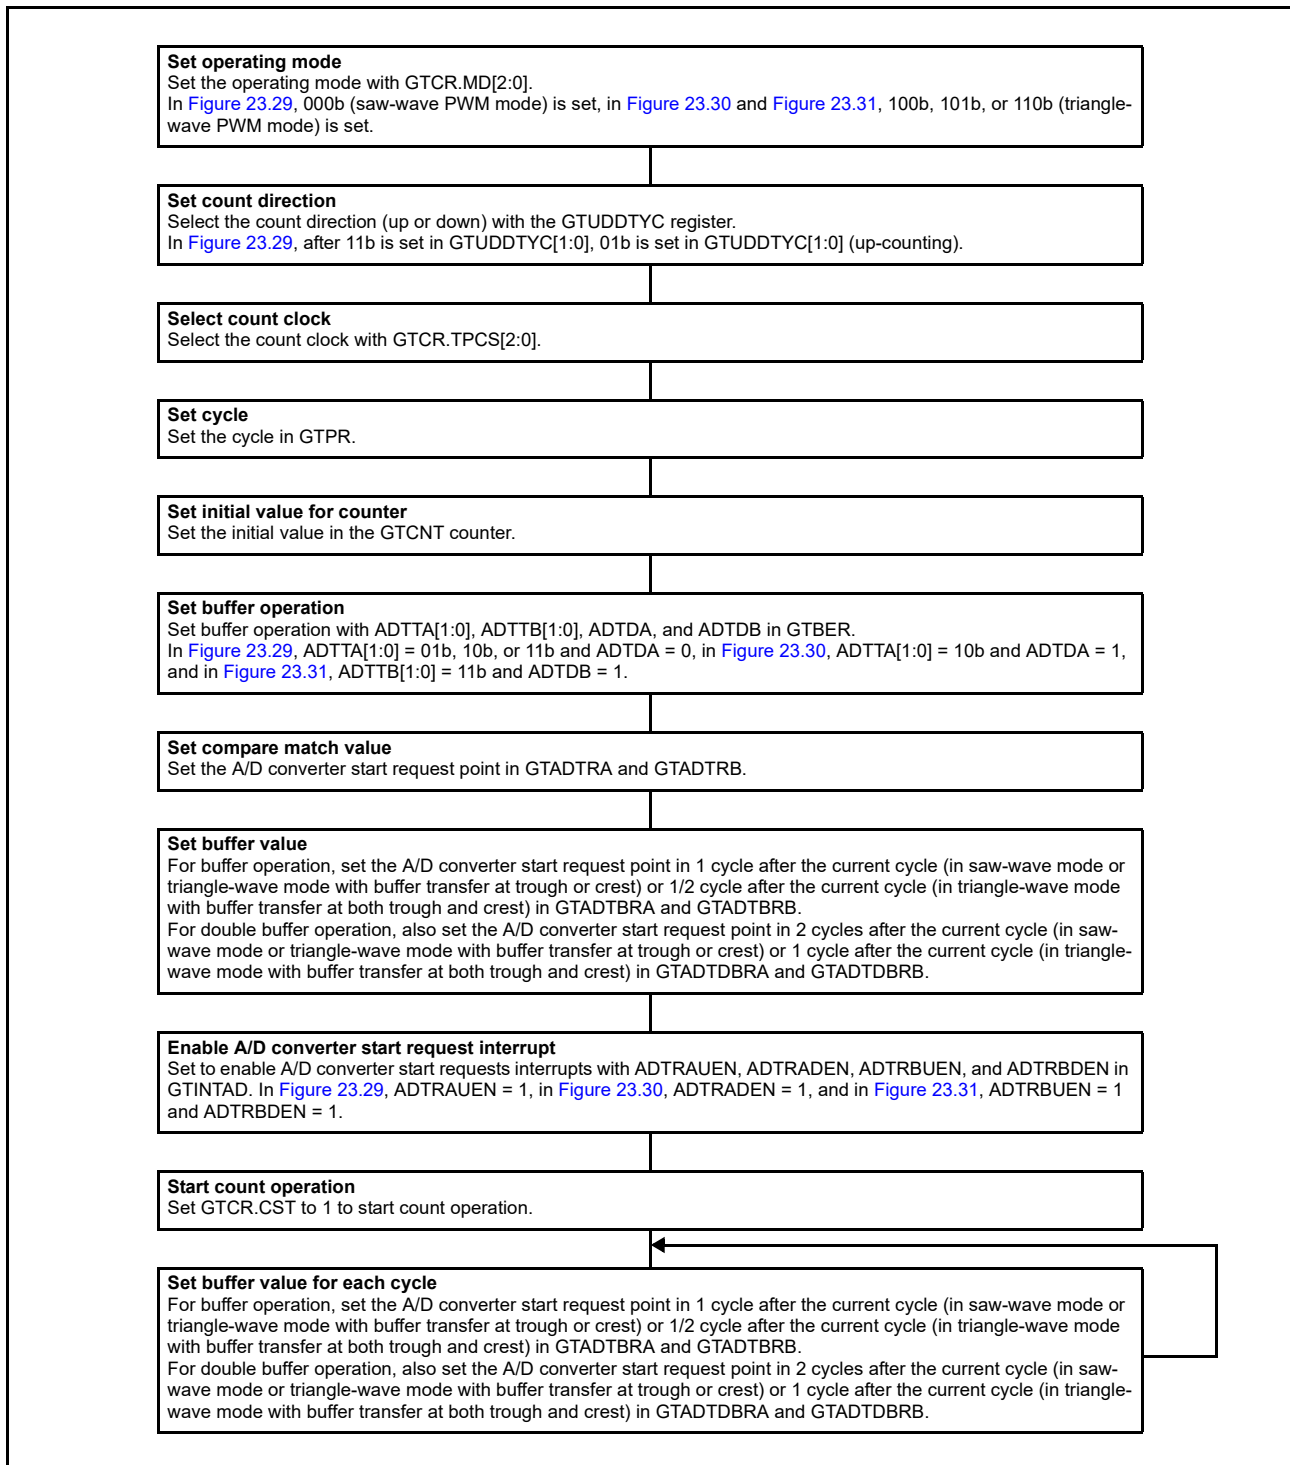 Set operating mode
Set the operating mode with GTCR.MD[2:0].
In Figure 23.29, 000b (saw-wave PWM mode) is set, in Figure 23.30 and Figure 23.31, 100b, 101b, or 110b (triangle-
wave PWM mode) is set.
Set count direction
Select the count direction (up or down) with the GTUDDTYC register.
In Figure 23.29, after 11b is set in GTUDDTYC[1:0], 01b is set in GTUDDTYC[1:0] (up-counting).
Select count clock
Select the count clock with GTCR.TPCS[2:0].
Set cycle
Set the cycle in GTPR.
Set initial value for counter
Set the initial value in the GTCNT counter.
Set buffer operation
Set buffer operation with ADTTA[1:0], ADTTB[1:0], ADTDA, and ADTDB in GTBER.
In Figure 23.29, ADTTA[1:0] = 01b, 10b, or 11b and ADTDA = 0, in Figure 23.30, ADTTA[1:0] = 10b and ADTDA = 1,
and in Figure 23.31, ADTTB[1:0] = 11b and ADTDB = 1.
Set compare match value
Set the A/D converter start request point in GTADTRA and GTADTRB.
Set buffer value
For buffer operation, set the A/D converter start request point in 1 cycle after the current cycle (in saw-wave mode or
triangle-wave mode with buffer transfer at trough or crest) or 1/2 cycle after the current cycle (in triangle-wave mode
with buffer transfer at both trough and crest) in GTADTBRA and GTADTBRB.
For double buffer operation, also set the A/D converter start request point in 2 cycles after the current cycle (in saw-
wave mode or triangle-wave mode with buffer transfer at trough or crest) or 1 cycle after the current cycle (in triangle-
wave mode with buffer transfer at both trough and crest) in GTADTDBRA and GTADTDBRB.
Enable A/D converter start request interrupt
Set to enable A/D converter start requests interrupts with ADTRAUEN, ADTRADEN, ADTRBUEN, and ADTRBDEN in
GTINTAD. In Figure 23.29, ADTRAUEN = 1, in Figure 23.30, ADTRADEN = 1, and in Figure 23.31, ADTRBUEN = 1
and ADTRBDEN = 1.
Start count operation
Set GTCR.CST to 1 to start count operation.
Set buffer value for each cycle
For buffer operation, set the A/D converter start request point in 1 cycle after the current cycle (in saw-wave mode or
triangle-wave mode with buffer transfer at trough or crest) or 1/2 cycle after the current cycle (in triangle-wave mode
with buffer transfer at both trough and crest) in GTADTBRA and GTADTBRB.
For double buffer operation, also set the A/D converter start request point in 2 cycles after the current cycle (in saw-
wave mode or triangle-wave mode with buffer transfer at trough or crest) or 1 cycle after the current cycle (in triangle-
wave mode with buffer transfer at both trough and crest) in GTADTDBRA and GTADTDBRB.